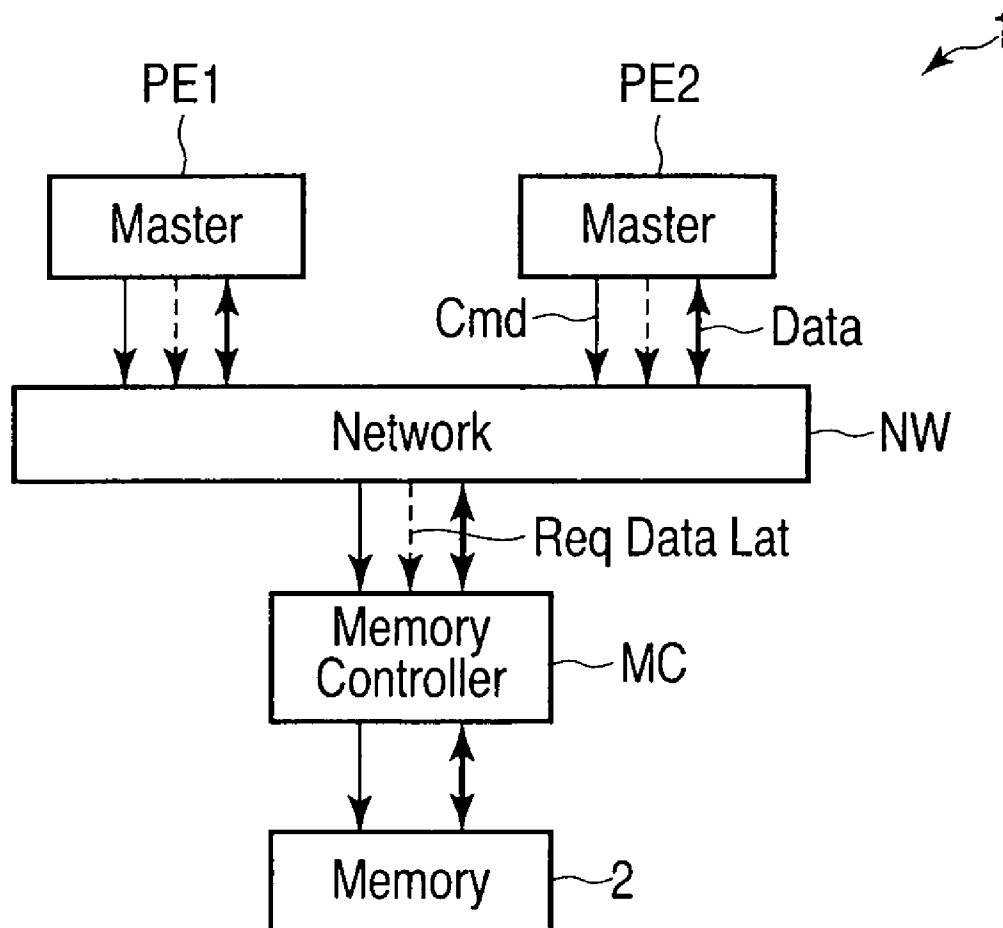 PE1
PE2
Master
Master
Cmd
Data
Network
NW
Req Data Lat
Memory
Controller
MC
Memory
2